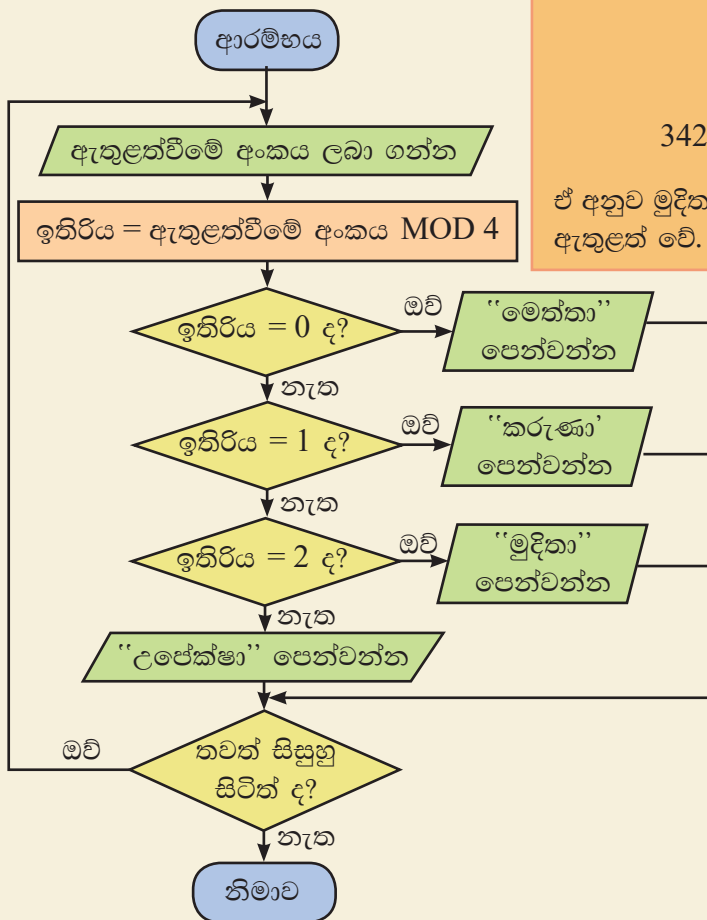 ආරම්භය
ඇතුළත්වීමේ අංකය ලබා ගන්න
342
ඒ අනුව මුදිතා
ඇතුළත් වේ.
ඉතිරිය = ඇතුළත්වීමේ අංකය MOD 4
ඉතිරිය = 0 ද?
ඔව්
“මෙත්තා”
පෙන්වන්න
නැත
ඉතිරිය = 1 ද?
ඔව්
“කරුණා’
පෙන්වන්න
නැත
ඉතිරිය = 2 ද?
ඔව්
“මුදිතා”
පෙන්වන්න
නැත
“උපේක්ෂා” පෙන්වන්න
ඔව්
තවත් සිසුහු
සිටිත් ද?
නැත
නිමාව